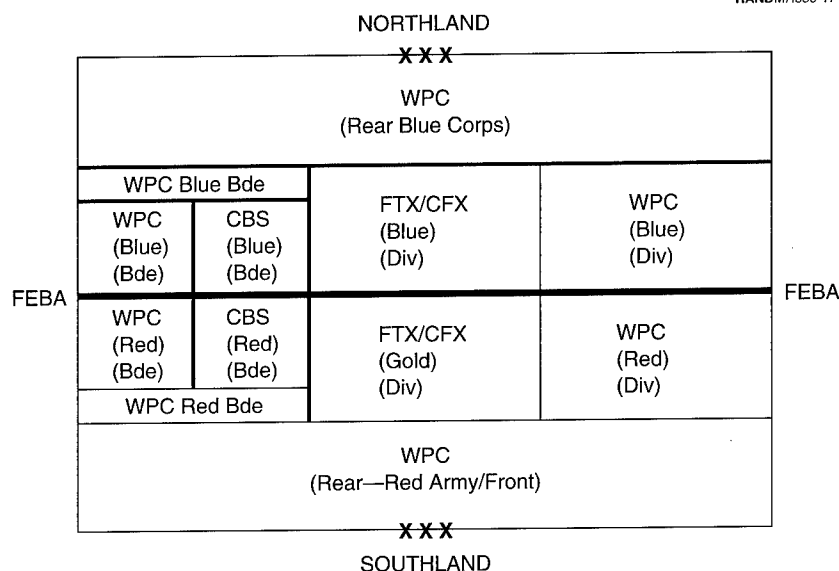 NORTHLAND
XXX
WPC
(Rear Blue Corps)
WPC Blue Bde
WPC
(Blue)
(Bde)
CBS
(Blue)
(Bde)
FTX/CFX
(Blue)
(Div)
WPC
(Blue)
(Div)
FEBA
FEBA
WPC
(Red)
(Bde)
CBS
(Red)
(Bde)
FTX/CFX
(Gold)
(Div)
WPC
(Red)
(Div)
WPC Red Bde
WPC
(Rear—Red Army/Front)
XXX
SOUTHLAND